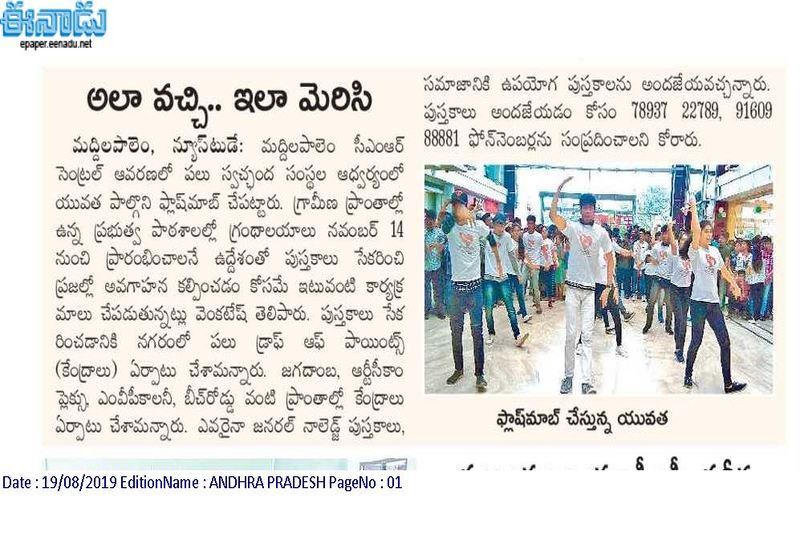 ఈనాడు
epaper.eenadu.net
అలా వచ్చి.. ఇలా మెరిసి
మద్దిలపాలెం, న్యూస్‌టుడే: మద్దిలపాలెం సీఎంఆర్
సెంట్రల్ ఆవరణలో పలు స్వచ్ఛంద సంస్థల ఆధ్వర్యంలో
యువత పాల్గొని ఫ్లాష్‌మాబ్ చేపట్టారు. గ్రామీణ ప్రాంతాల్లో
ఉన్న ప్రభుత్వ పాఠశాలల్లో గ్రంథాలయాలు నవంబర్ 14
నుంచి ప్రారంభించాలనే ఉద్దేశంతో పుస్తకాలు సేకరించి
ప్రజల్లో అవగాహన కల్పించడం కోసమే ఇటువంటి కార్యక్ర
మాలు చేపడుతున్నట్లు వెంకటేష్ తెలిపారు. పుస్తకాలు సేక
రించడానికి నగరంలో పలు డ్రాప్ ఆఫ్ పాయింట్స్
(కేంద్రాలు) ఏర్పాటు చేశామన్నారు. జగదాంబ, ఆర్టీసీకాం
ప్లెక్సు, ఎంవీపీకాలనీ, బీచ్‌రోడ్డు వంటి ప్రాంతాల్లో కేంద్రాలు
ఏర్పాటు చేశామన్నారు. ఎవరైనా జనరల్ నాలెడ్జ్ పుస్తకాలు,
సమాజానికి ఉపయోగ పుస్తకాలను అందజేయవచ్చన్నారు.
పుస్తకాలు అందజేయడం కోసం 78937 22789, 91609
88881 ఫోన్‌నెంబర్లను సంప్రదించాలని కోరారు.
ఫ్లాష్‌మాబ్ చేస్తున్న యువత
Date : 19/08/2019 EditionName : ANDHRA PRADESH PageNo : 01